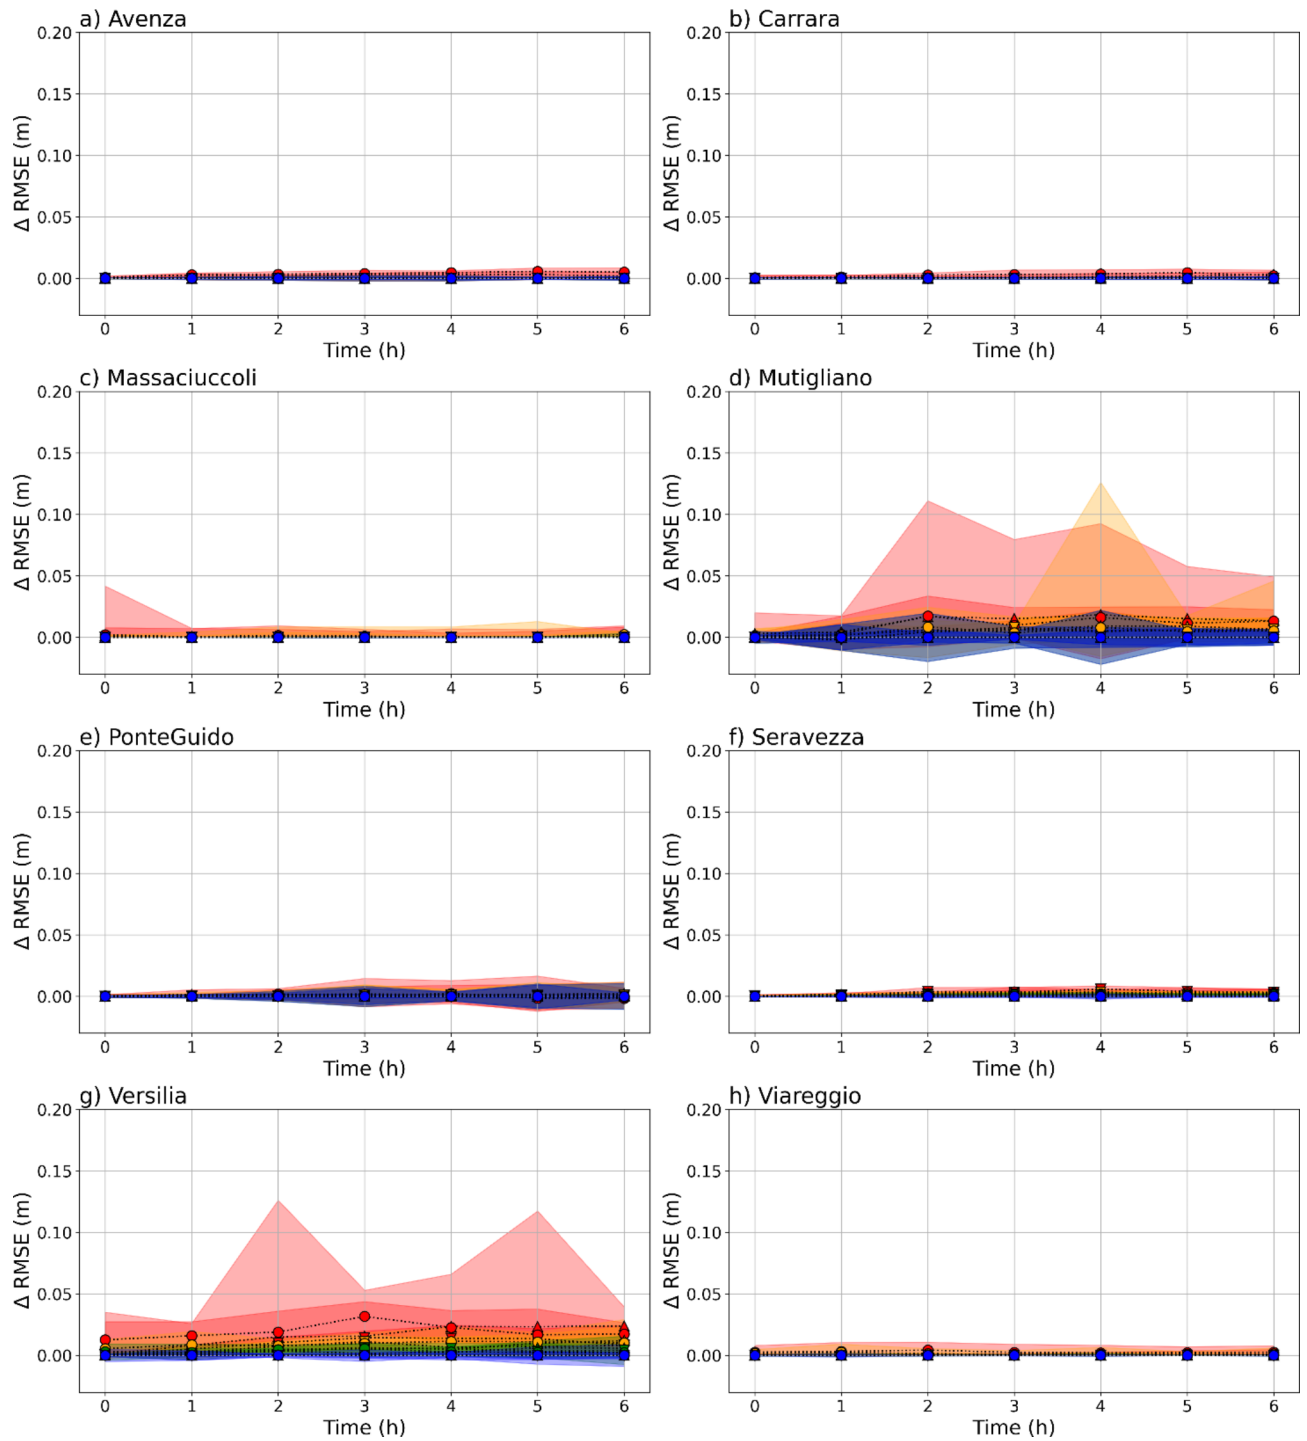 a) Avenza
0.20
0.15
0.10
0.05
0.00
Δ RMSE (m)
0 1 2 3 4 5 6
Time (h)
b) Carrara
0.20
0.15
0.10
0.05
0.00
Δ RMSE (m)
0 1 2 3 4 5 6
Time (h)
c) Massaciuccoli
0.20
0.15
0.10
0.05
0.00
Δ RMSE (m)
0 1 2 3 4 5 6
Time (h)
d) Mutigliano
0.20
0.15
0.10
0.05
0.00
Δ RMSE (m)
0 1 2 3 4 5 6
Time (h)
e) PonteGuido
0.20
0.15
0.10
0.05
0.00
Δ RMSE (m)
0 1 2 3 4 5 6
Time (h)
f) Seravezza
0.20
0.15
0.10
0.05
0.00
Δ RMSE (m)
0 1 2 3 4 5 6
Time (h)
g) Versilia
0.20
0.15
0.10
0.05
0.00
Δ RMSE (m)
0 1 2 3 4 5 6
Time (h)
h) Viareggio
0.20
0.15
0.10
0.05
0.00
Δ RMSE (m)
0 1 2 3 4 5 6
Time (h)